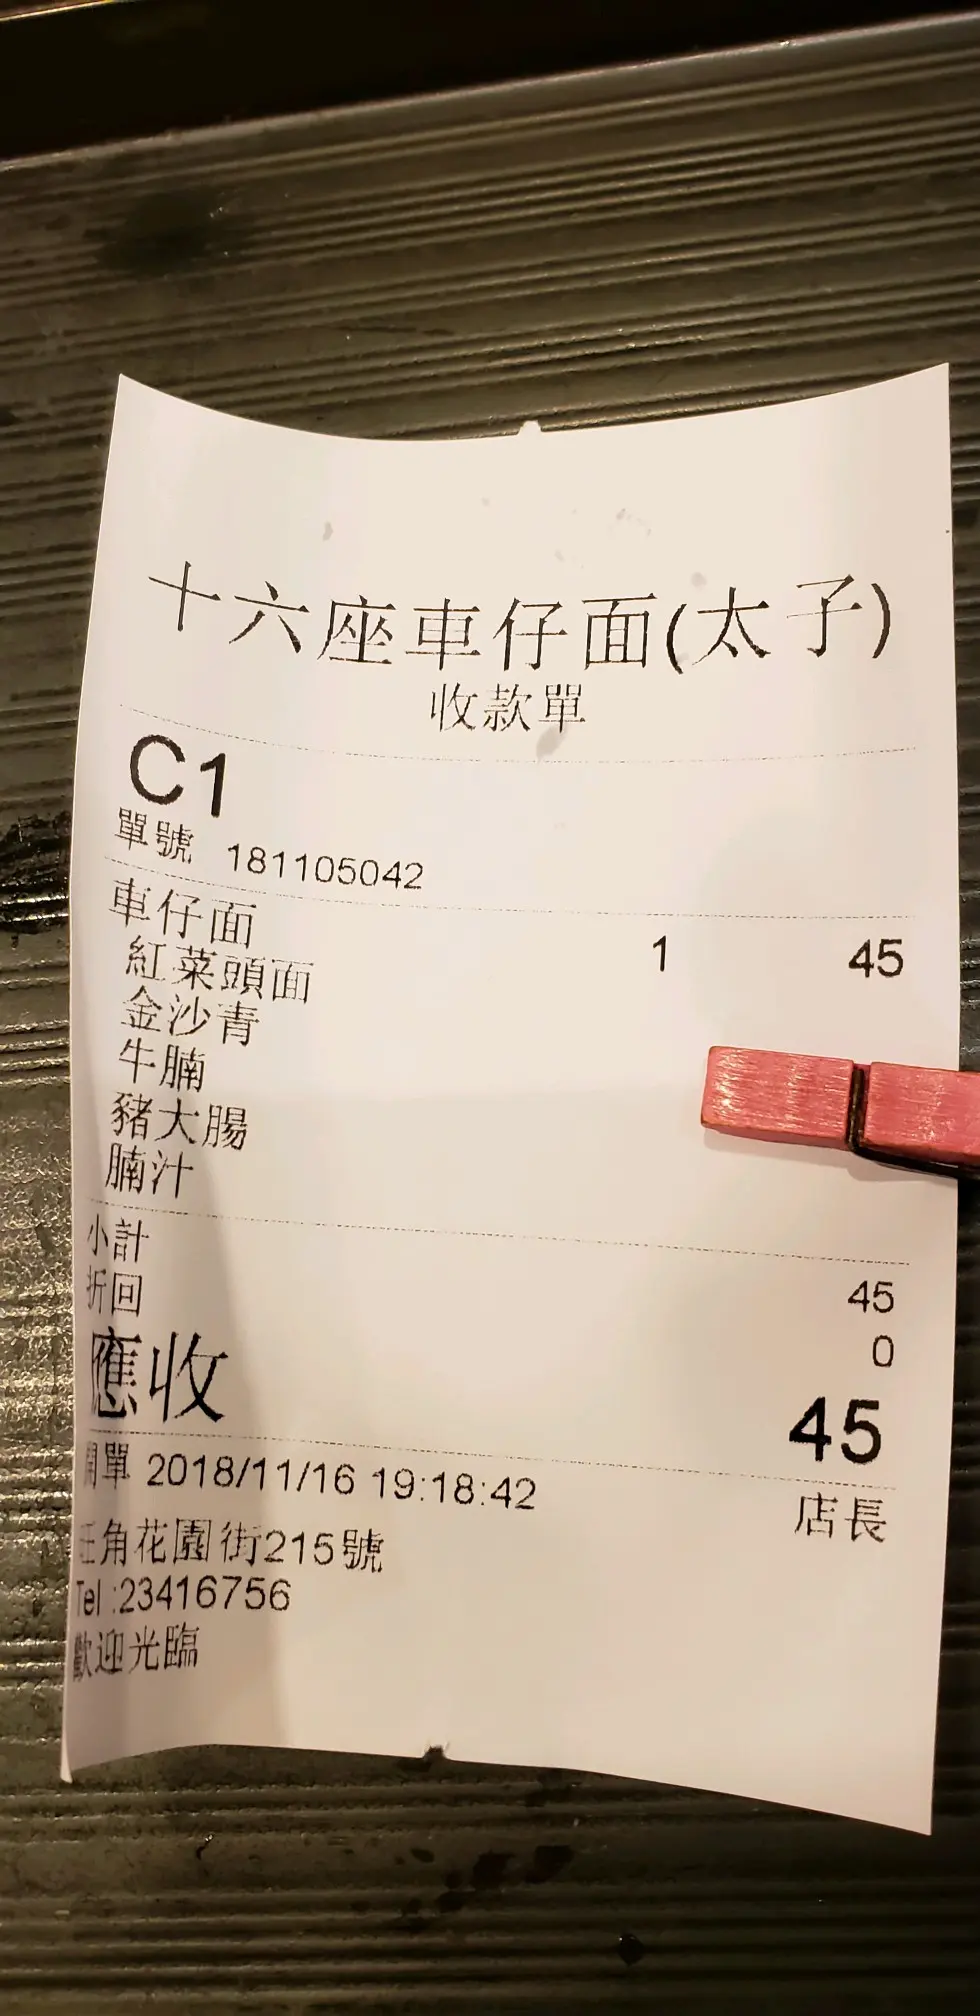 十六座車仔面(太子)
收款單
C1
單號 181105042
車仔面 1 45
紅菜頭面
金沙青
牛腩
豬大腸
腩汁
小計 45
折回 0
應收 45
開單 2018/11/16 19:18:42 店長
旺角花園街215號
Tel :23416756
歡迎光臨